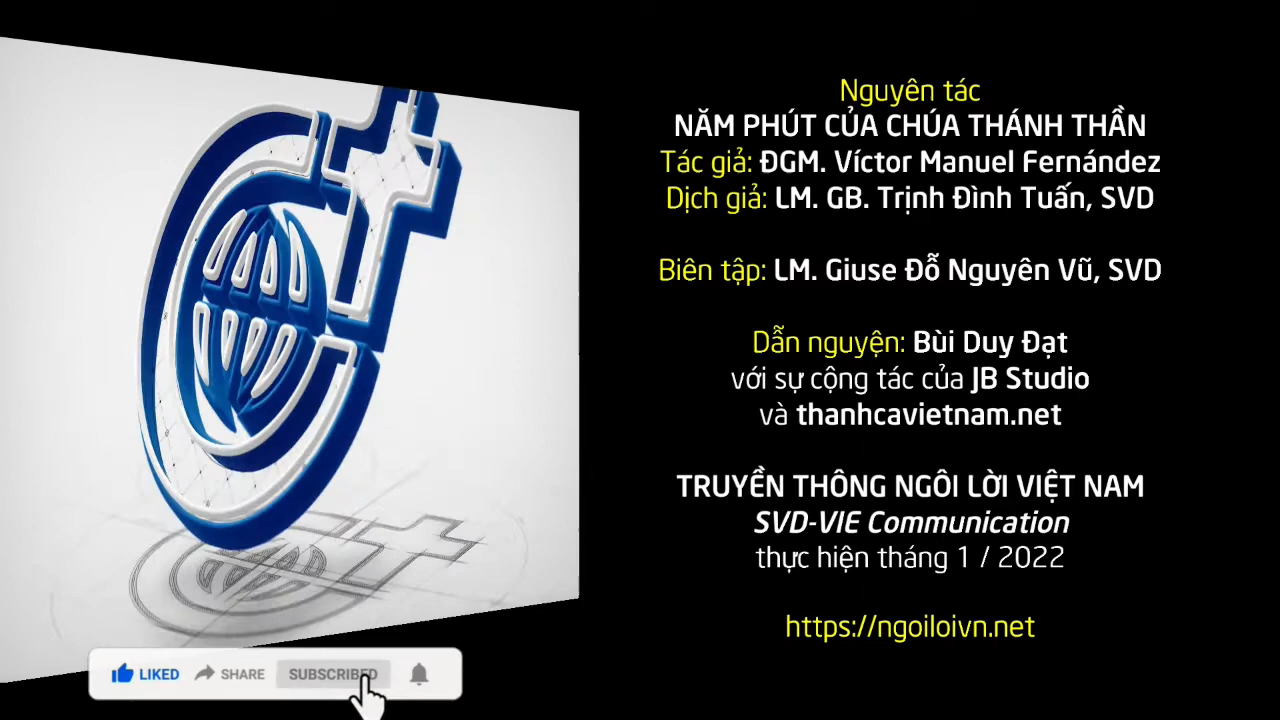 Nguyên tác
NĂM PHÚT CỦA CHÚA THÁNH THẦN
Tác giả: ĐGM. Víctor Manuel Fernández
Dịch giả: LM. GB. Trịnh Đình Tuấn, SVD
Biên tập: LM. Giuse Đỗ Nguyên Vũ, SVD
Dẫn nguyện: Bùi Duy Đạt
với sự cộng tác của JB Studio
và thanhcavietnam.net
TRUYỀN THÔNG NGÔI LỜI VIỆT NAM
SVD-VIE Communication
thực hiện tháng 1 / 2022
https://ngoiloivn.net
LIKED SHARE SUBSCRIBED